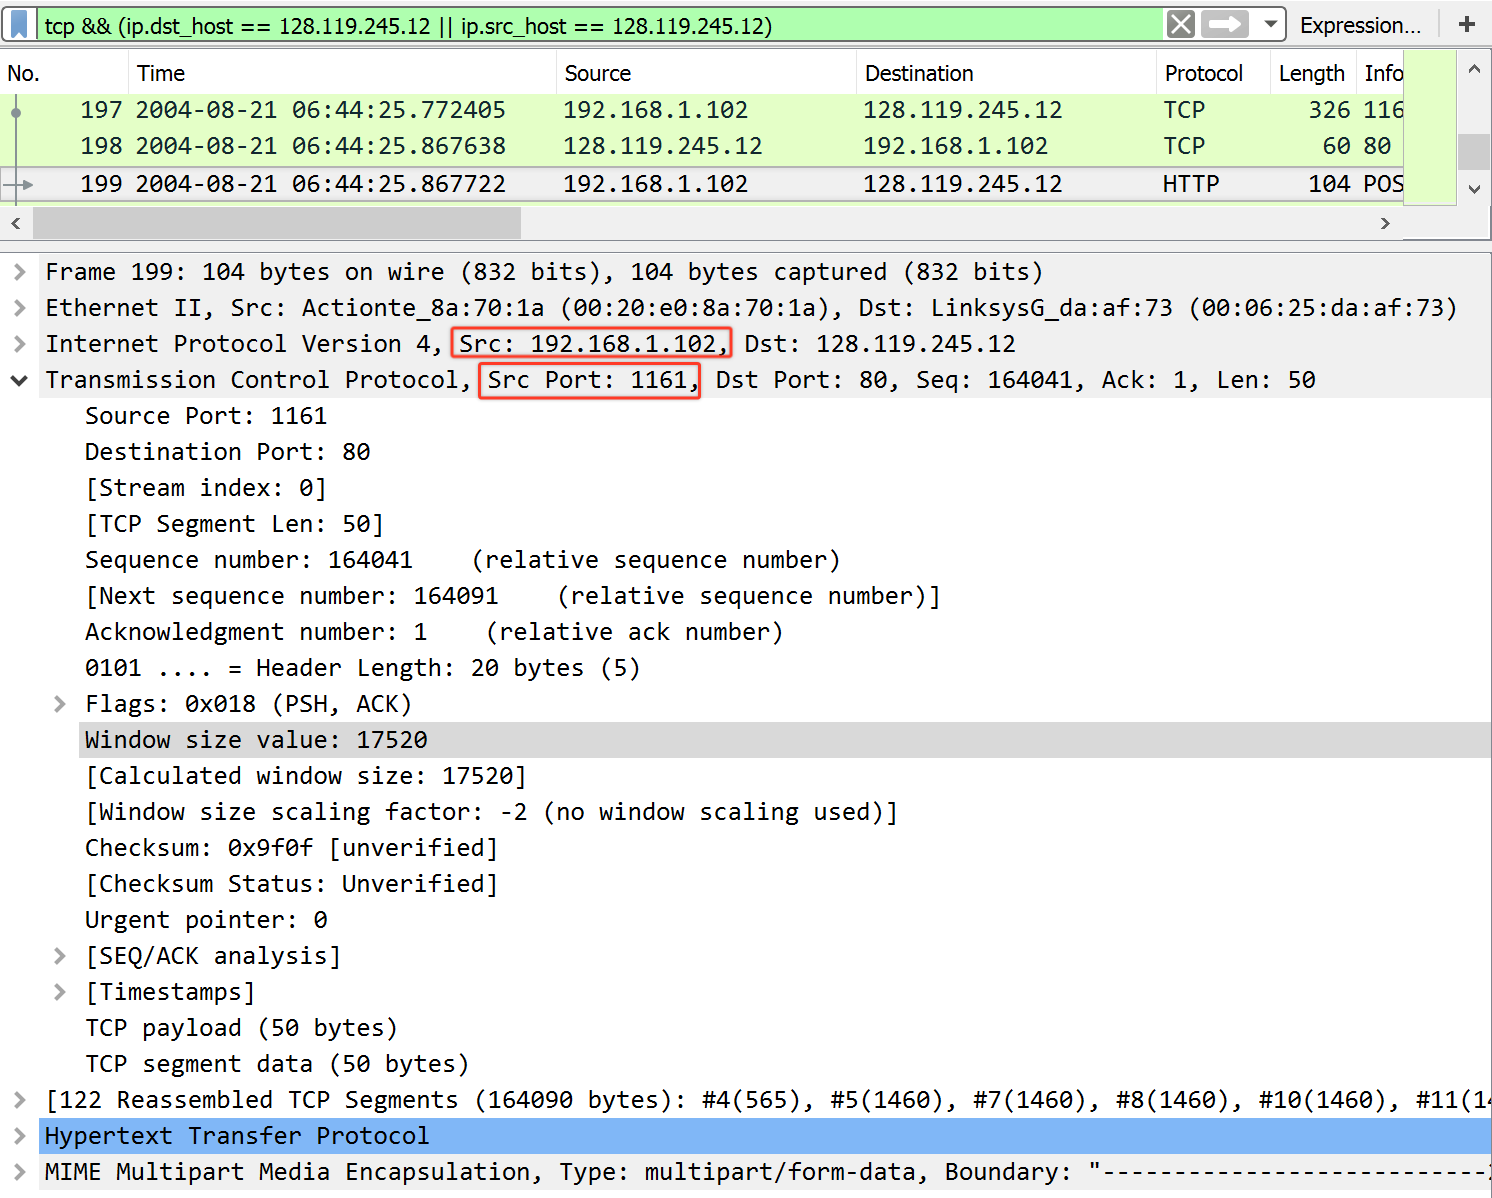 tcp && (ip.dst_host == 128.119.245.12 || ip.src_host == 128.119.245.12) Expression… +
No. Time Source Destination Protocol Length Info
197 2004-08-21 06:44:25.772405 192.168.1.102 128.119.245.12 TCP 326 116
198 2004-08-21 06:44:25.867638 128.119.245.12 192.168.1.102 TCP 60 80
199 2004-08-21 06:44:25.867722 192.168.1.102 128.119.245.12 HTTP 104 POS
Frame 199: 104 bytes on wire (832 bits), 104 bytes captured (832 bits)
Ethernet II, Src: Actionte_8a:70:1a (00:20:e0:8a:70:1a), Dst: LinksysG_da:af:73 (00:06:25:da:af:73)
Internet Protocol Version 4, Src: 192.168.1.102, Dst: 128.119.245.12
Transmission Control Protocol, Src Port: 1161, Dst Port: 80, Seq: 164041, Ack: 1, Len: 50
Source Port: 1161
Destination Port: 80
[Stream index: 0]
[TCP Segment Len: 50]
Sequence number: 164041    (relative sequence number)
[Next sequence number: 164091    (relative sequence number)]
Acknowledgment number: 1    (relative ack number)
0101 .... = Header Length: 20 bytes (5)
Flags: 0x018 (PSH, ACK)
Window size value: 17520
[Calculated window size: 17520]
[Window size scaling factor: -2 (no window scaling used)]
Checksum: 0x9f0f [unverified]
[Checksum Status: Unverified]
Urgent pointer: 0
[SEQ/ACK analysis]
[Timestamps]
TCP payload (50 bytes)
TCP segment data (50 bytes)
[122 Reassembled TCP Segments (164090 bytes): #4(565), #5(1460), #7(1460), #8(1460), #10(1460), #11(14
Hypertext Transfer Protocol
MIME Multipart Media Encapsulation, Type: multipart/form-data, Boundary: "---------------------------